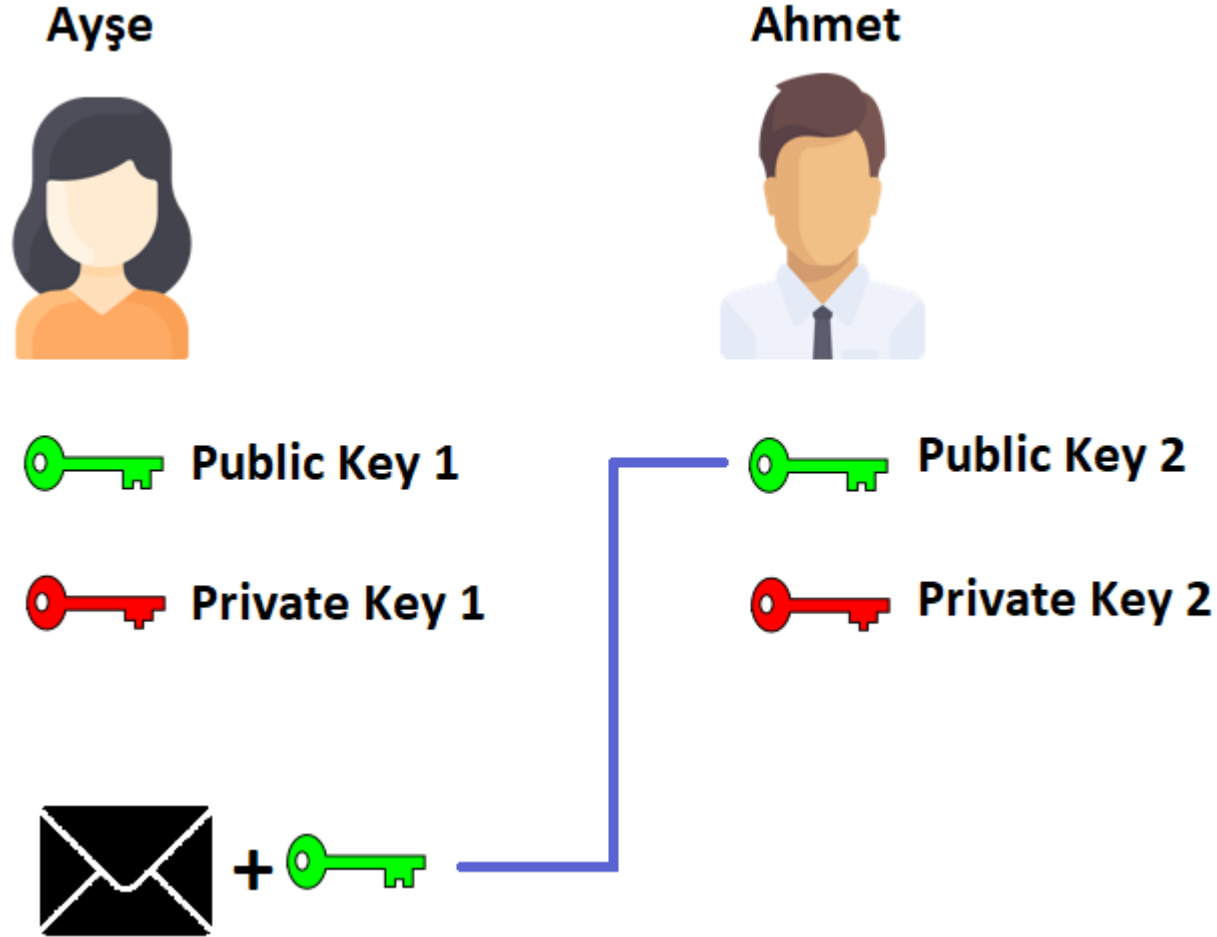 Ayşe
Ahmet
Public Key 1
Public Key 2
Private Key 1
Private Key 2
+